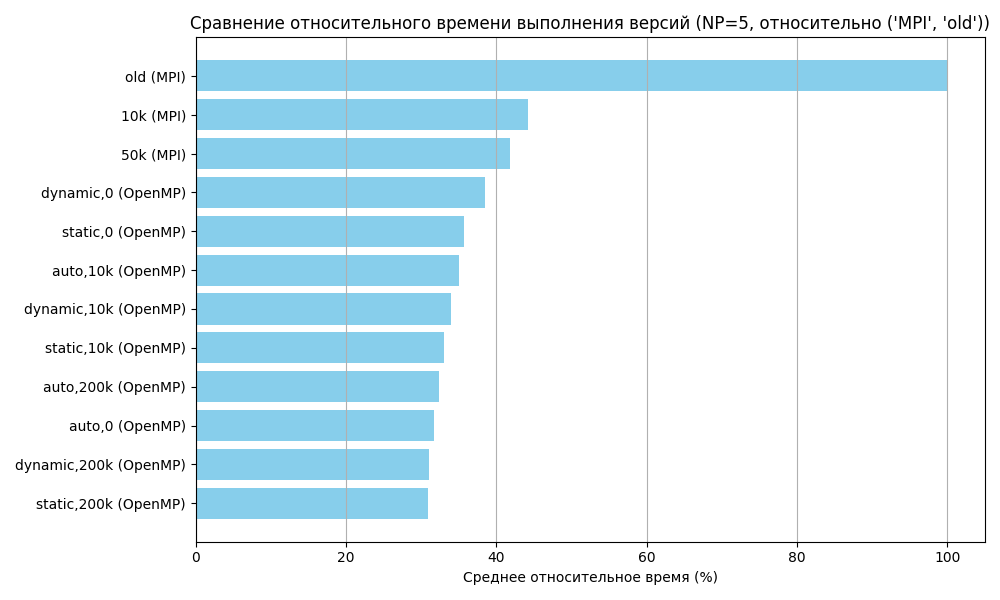 Сравнение относительного времени выполнения версий (NP=5, относительно ('MPI', 'old'))
old (MPI)
10k (MPI)
50k (MPI)
dynamic,0 (OpenMP)
static,0 (OpenMP)
auto,10k (OpenMP)
dynamic,10k (OpenMP)
static,10k (OpenMP)
auto,200k (OpenMP)
auto,0 (OpenMP)
dynamic,200k (OpenMP)
static,200k (OpenMP)
0 20 40 60 80 100
Среднее относительное время (%)